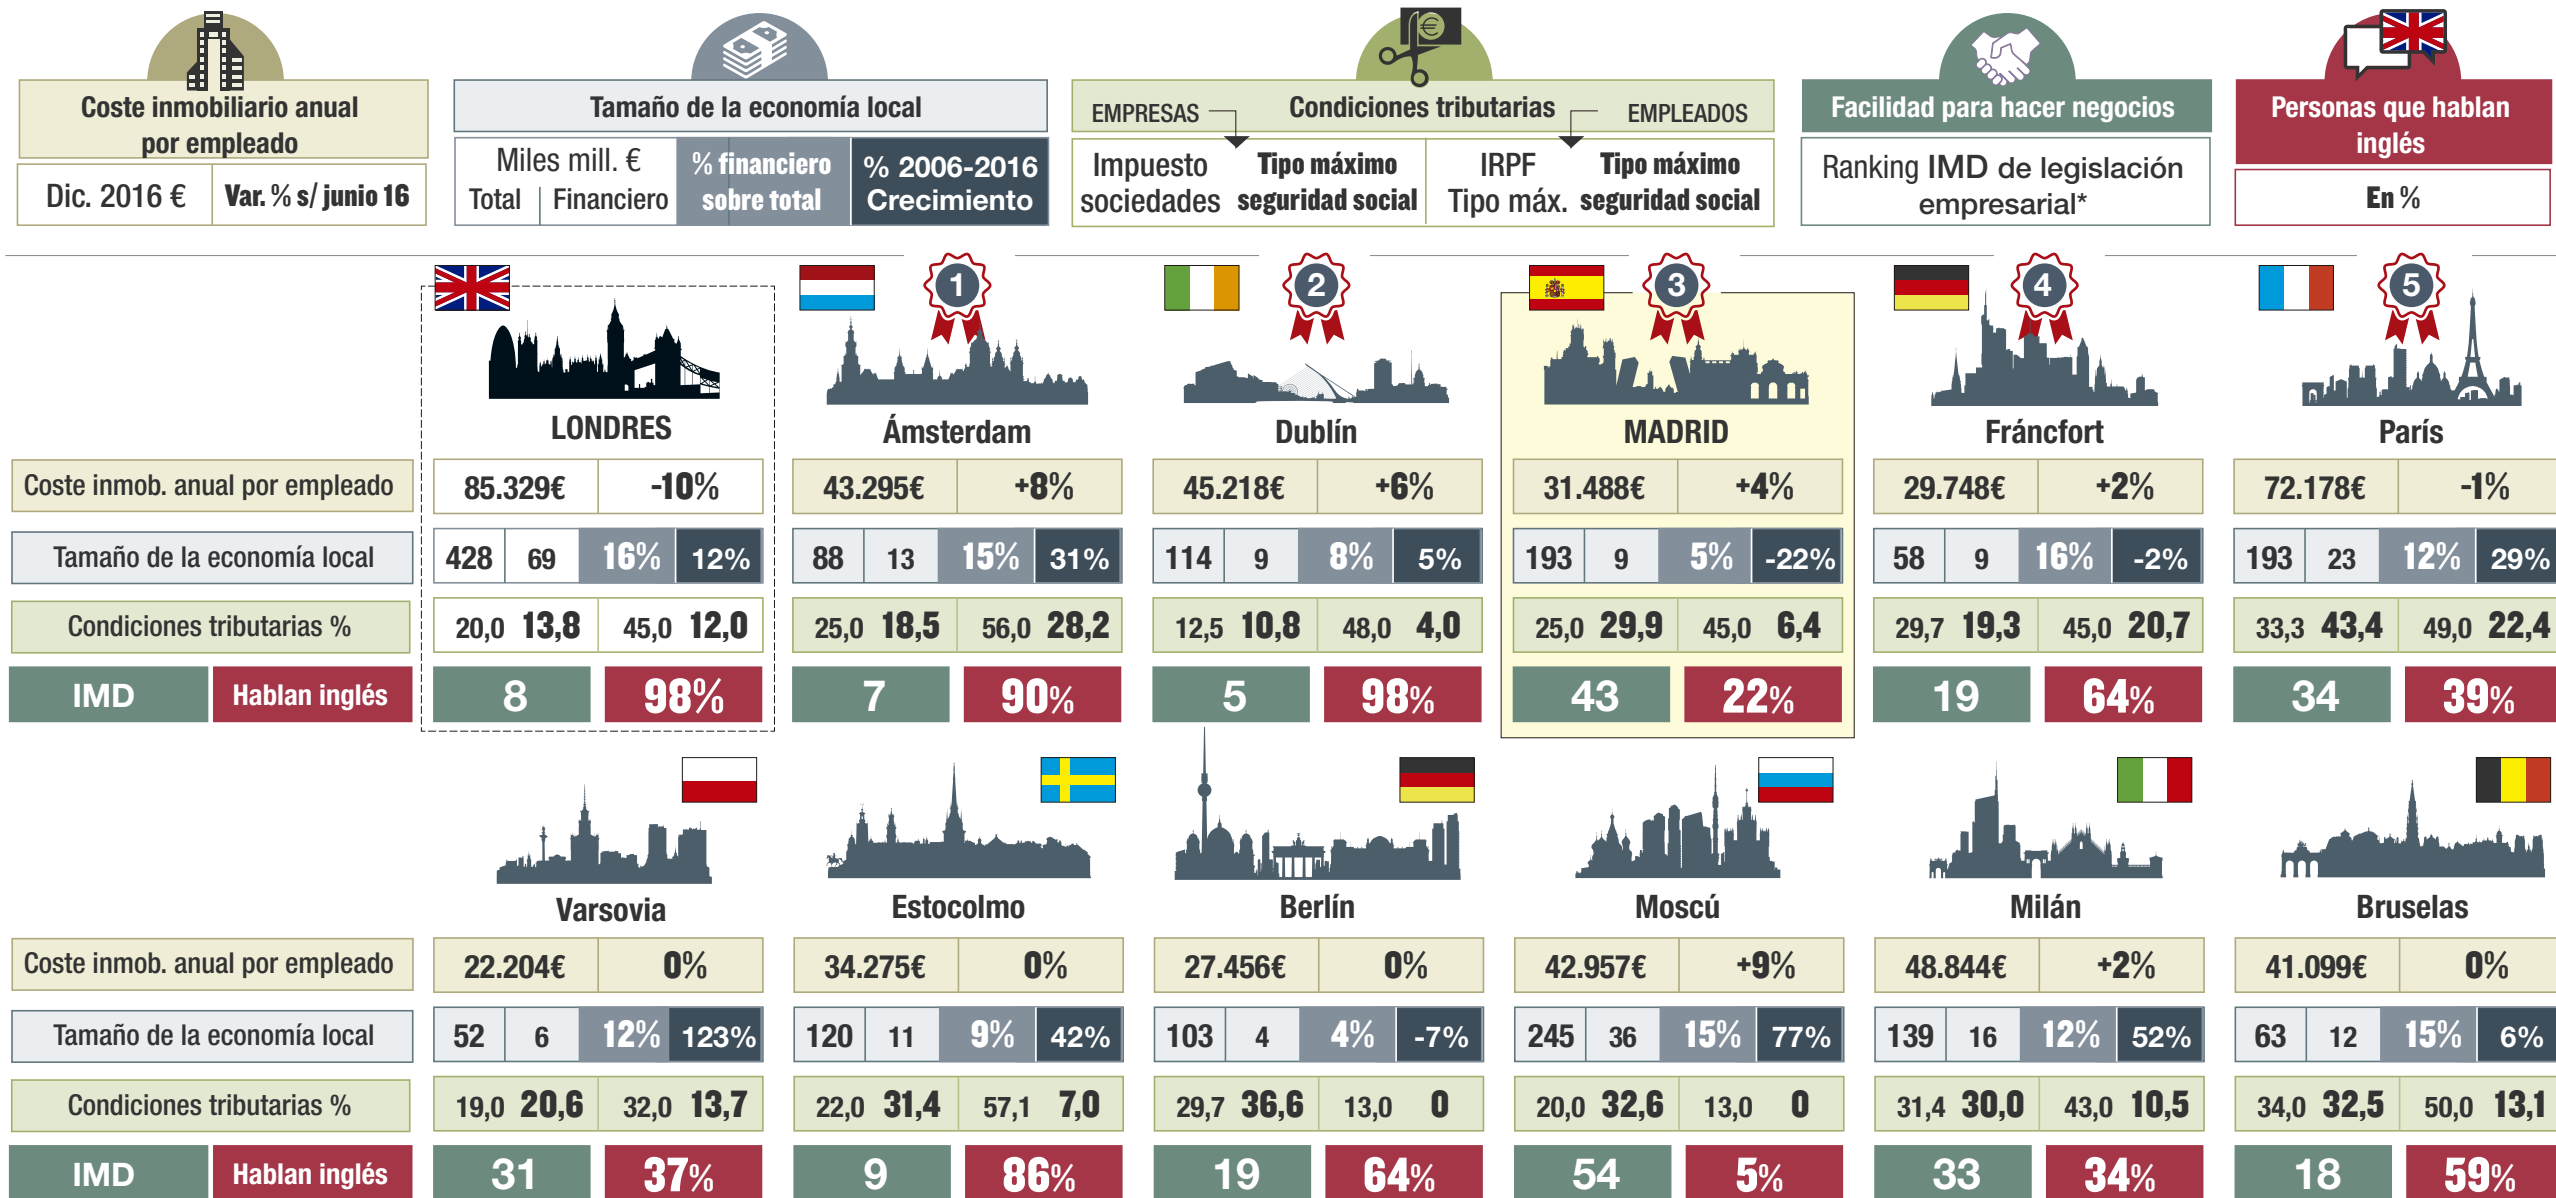 Coste inmobiliario anual
por empleado
Dic. 2016 €
Var. % s/ junio 16
Tamaño de la economía local
Miles mill. €
Total
Financiero
% financiero
sobre total
% 2006-2016
Crecimiento
EMPRESAS
Condiciones tributarias
EMPLEADOS
Impuesto
sociedades
Tipo máximo
seguridad social
IRPF
Tipo máx.
Tipo máximo
seguridad social
Facilidad para hacer negocios
Ranking IMD de legislación
empresarial*
Personas que hablan
inglés
En %
1
2
3
4
5
LONDRES
Ámsterdam
Dublín
MADRID
Fráncfort
París
Coste inmob. anual por empleado
85.329€ -10%
43.295€ +8%
45.218€ +6%
31.488€ +4%
29.748€ +2%
72.178€ -1%
Tamaño de la economía local
428 69 16% 12%
88 13 15% 31%
114 9 8% 5%
193 9 5% -22%
58 9 16% -2%
193 23 12% 29%
Condiciones tributarias %
20,0 13,8 45,0 12,0
25,0 18,5 56,0 28,2
12,5 10,8 48,0 4,0
25,0 29,9 45,0 6,4
29,7 19,3 45,0 20,7
33,3 43,4 49,0 22,4
IMD Hablan inglés
8 98%
7 90%
5 98%
43 22%
19 64%
34 39%
Varsovia
Estocolmo
Berlín
Moscú
Milán
Bruselas
Coste inmob. anual por empleado
22.204€ 0%
34.275€ 0%
27.456€ 0%
42.957€ +9%
48.844€ +2%
41.099€ 0%
Tamaño de la economía local
52 6 12% 123%
120 11 9% 42%
103 4 4% -7%
245 36 15% 77%
139 16 12% 52%
63 12 15% 6%
Condiciones tributarias %
19,0 20,6 32,0 13,7
22,0 31,4 57,1 7,0
29,7 36,6 13,0 0
20,0 32,6 13,0 0
31,4 30,0 43,0 10,5
34,0 32,5 50,0 13,1
IMD Hablan inglés
31 37%
9 86%
19 64%
54 5%
33 34%
18 59%